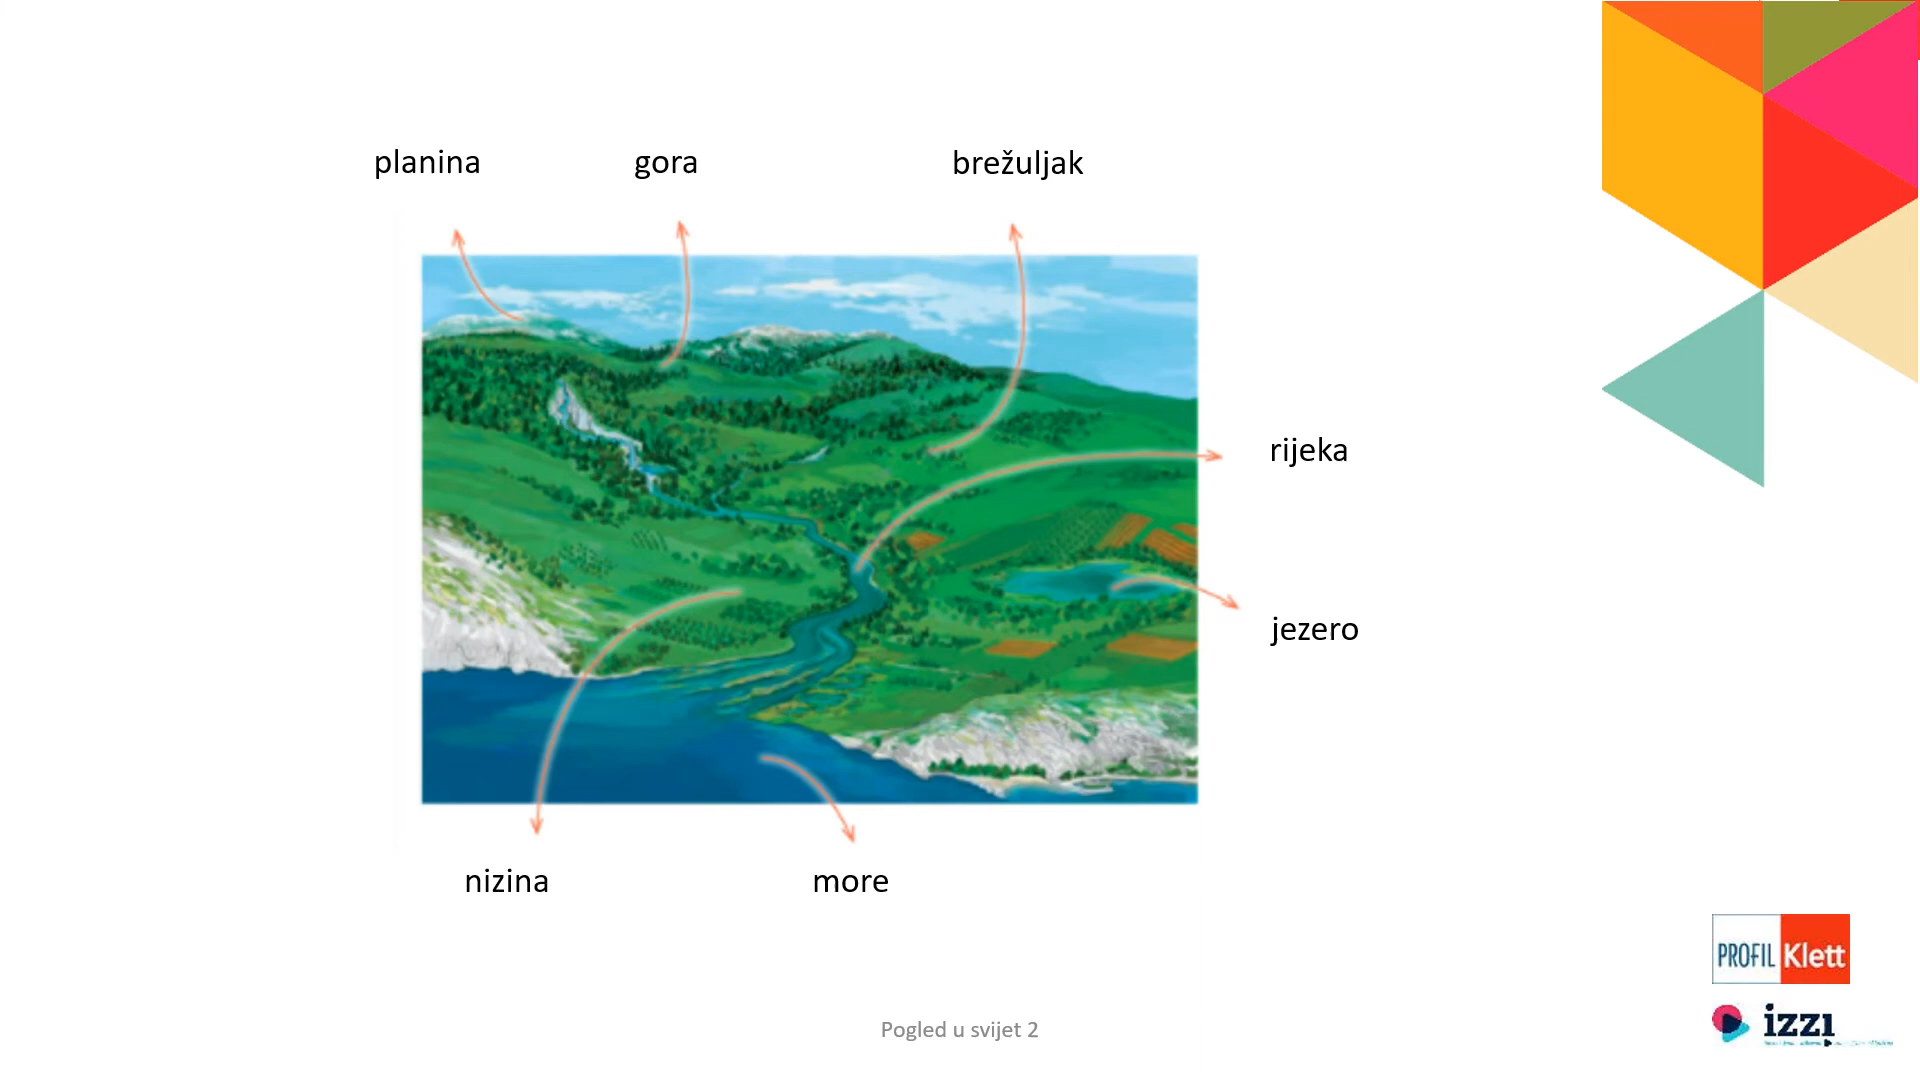 planina
gora
brežuljak
rijeka
jezero
nizina
more
PROFIL Klett
izzi
Pogled u svijet 2